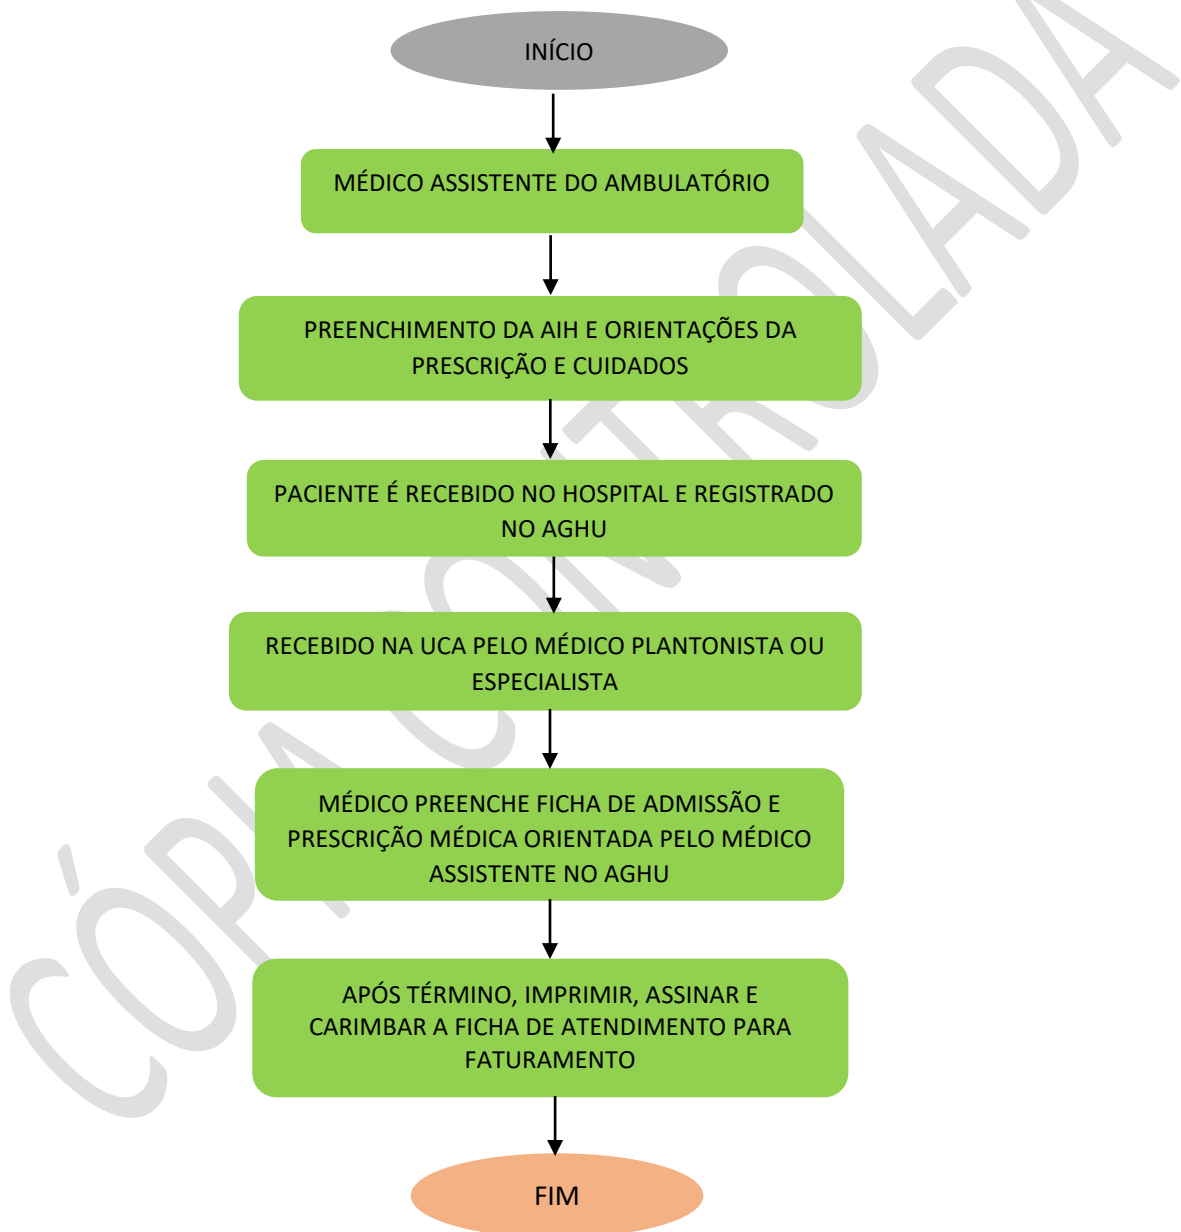 INÍCIO
MÉDICO ASSISTENTE DO AMBULATÓRIO
PREENCHIMENTO DA AIH E ORIENTAÇÕES DA
PRESCRIÇÃO E CUIDADOS
PACIENTE É RECEBIDO NO HOSPITAL E REGISTRADO
NO AGHU
RECEBIDO NA UCA PELO MÉDICO PLANTONISTA OU
ESPECIALISTA
MÉDICO PREENCHE FICHA DE ADMISSÃO E
PRESCRIÇÃO MÉDICA ORIENTADA PELO MÉDICO
ASSISTENTE NO AGHU
APÓS TÉRMINO, IMPRIMIR, ASSINAR E
CARIMBAR A FICHA DE ATENDIMENTO PARA
FATURAMENTO
FIM
CÓPIA CONTROLADA